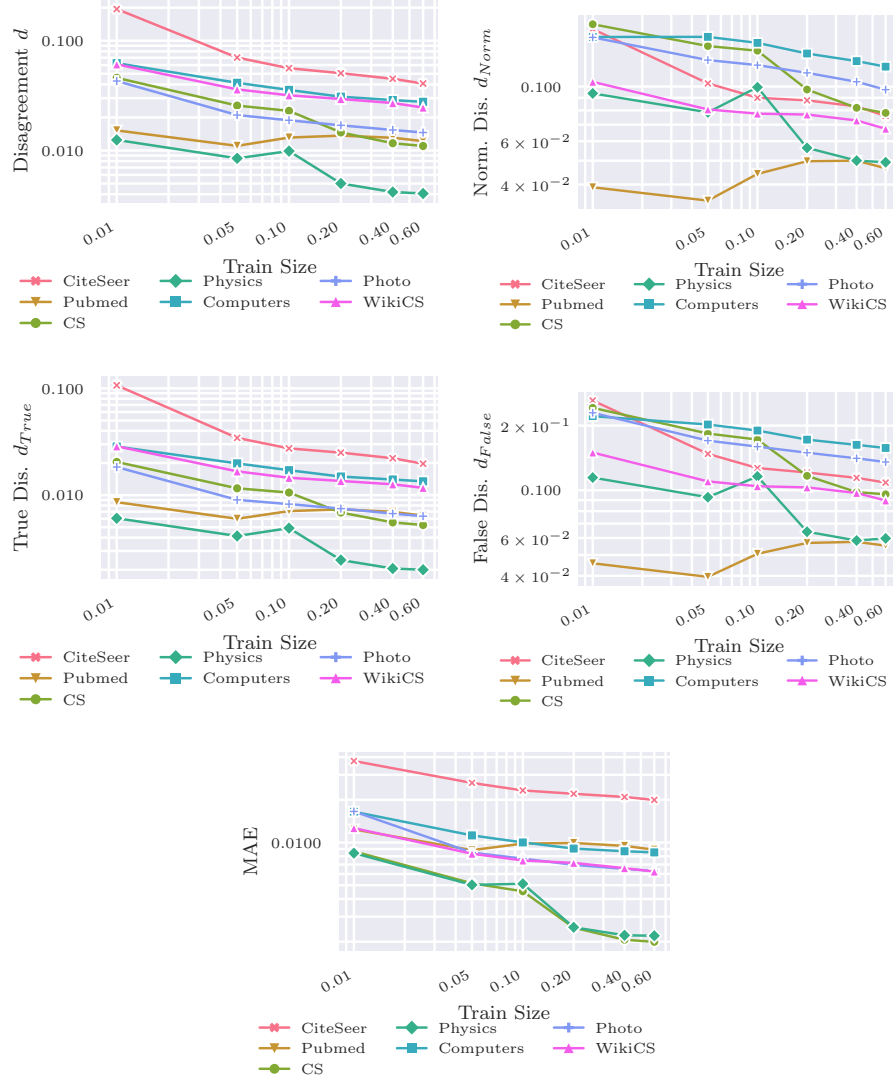 Disagreement d
0.100
0.010
0.01
0.05
0.10
0.20
0.40
0.60
Train Size
CiteSeer
Pubmed
CS
Physics
Computers
Photo
WikiCS
Norm. Dis. d_Norm
0.100
6 × 10⁻²
4 × 10⁻²
0.01
0.05
0.10
0.20
0.40
0.60
Train Size
CiteSeer
Pubmed
CS
Physics
Computers
Photo
WikiCS
True Dis. d_True
0.100
0.010
0.01
0.05
0.10
0.20
0.40
0.60
Train Size
CiteSeer
Pubmed
CS
Physics
Computers
Photo
WikiCS
False Dis. d_False
2 × 10⁻¹
0.100
6 × 10⁻²
4 × 10⁻²
0.01
0.05
0.10
0.20
0.40
0.60
Train Size
CiteSeer
Pubmed
CS
Physics
Computers
Photo
WikiCS
MAE
0.0100
0.01
0.05
0.10
0.20
0.40
0.60
Train Size
CiteSeer
Pubmed
CS
Physics
Computers
Photo
WikiCS